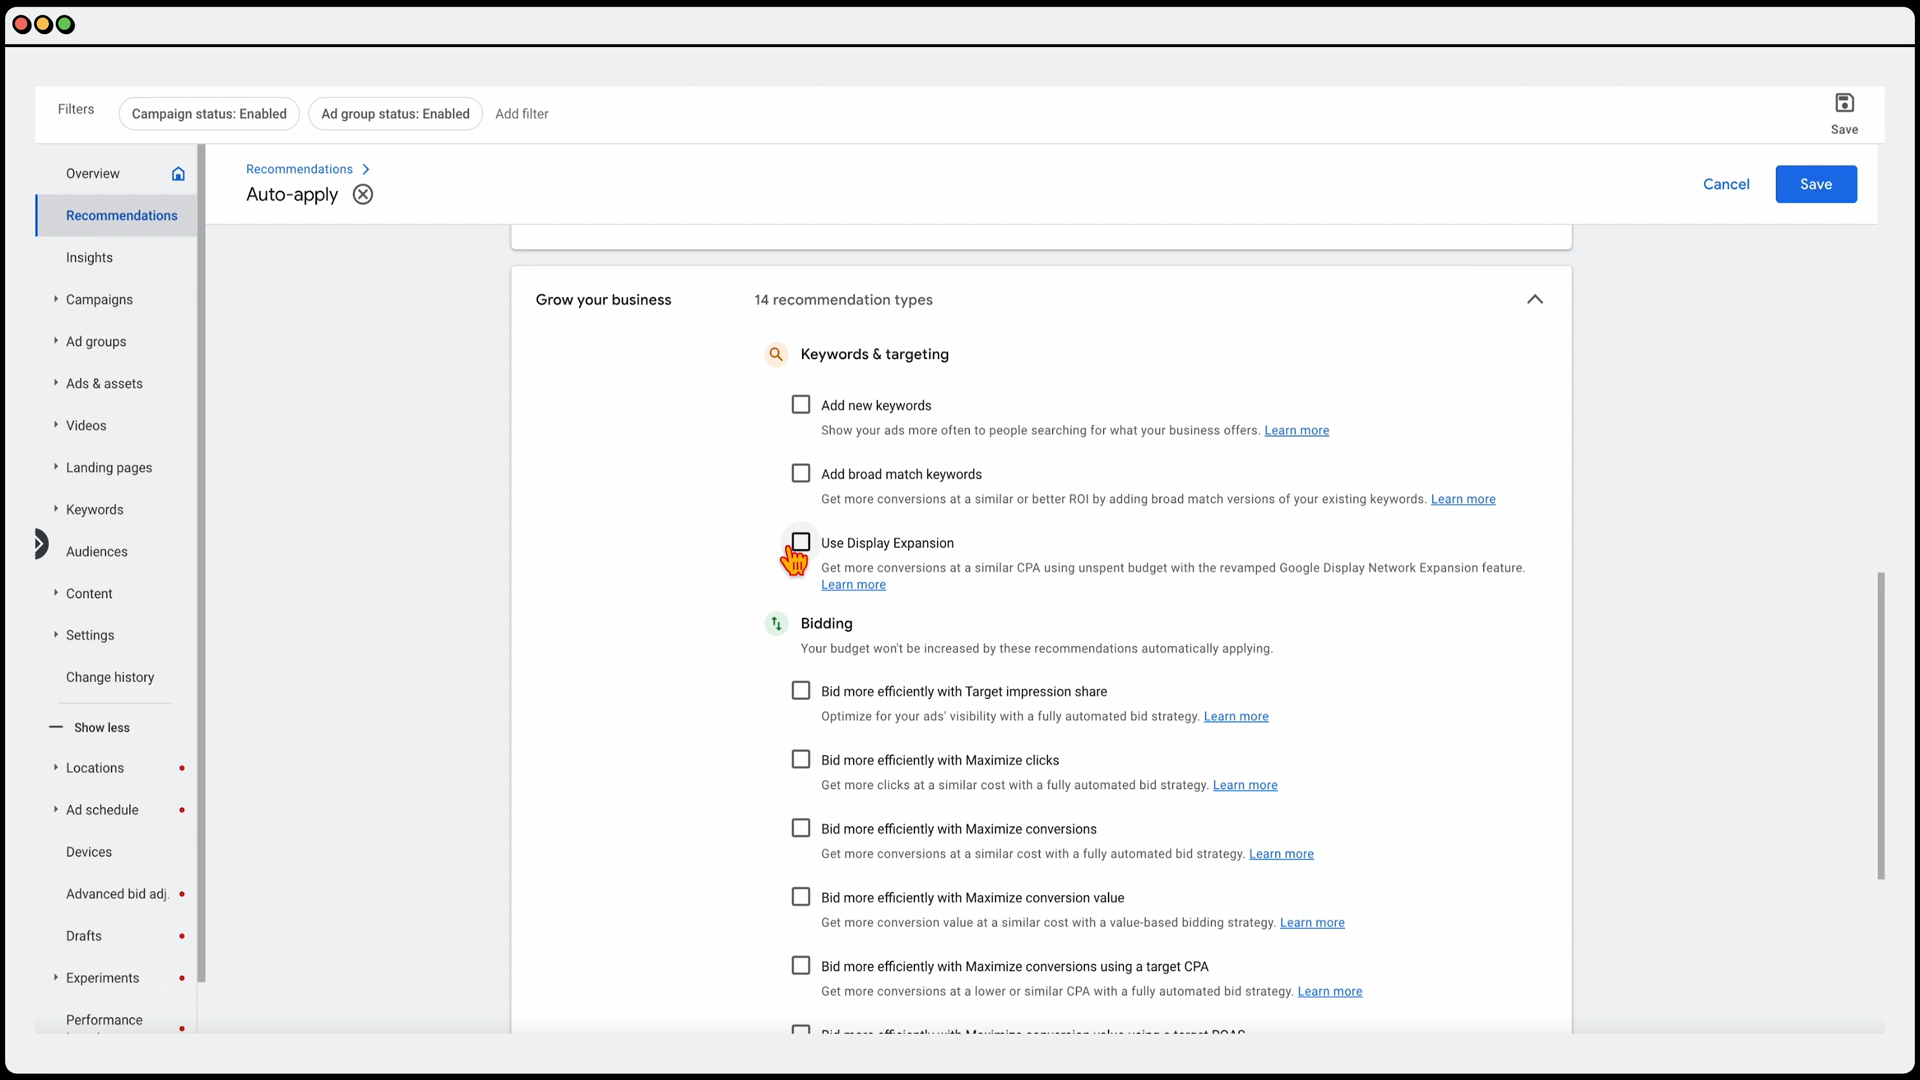 Filters
Campaign status: Enabled
Ad group status: Enabled
Add filter
Save
Overview
Recommendations
Insights
Campaigns
Ad groups
Ads & assets
Videos
Landing pages
Keywords
Audiences
Content
Settings
Change history
Show less
Locations
Ad schedule
Devices
Advanced bid adj.
Drafts
Experiments
Performance
Recommendations
Auto-apply
Cancel
Save
Grow your business
14 recommendation types
Keywords & targeting
Add new keywords
Show your ads more often to people searching for what your business offers. Learn more
Add broad match keywords
Get more conversions at a similar or better ROI by adding broad match versions of your existing keywords. Learn more
Use Display Expansion
Get more conversions at a similar CPA using unspent budget with the revamped Google Display Network Expansion feature.
Learn more
Bidding
Your budget won't be increased by these recommendations automatically applying.
Bid more efficiently with Target impression share
Optimize for your ads' visibility with a fully automated bid strategy. Learn more
Bid more efficiently with Maximize clicks
Get more clicks at a similar cost with a fully automated bid strategy. Learn more
Bid more efficiently with Maximize conversions
Get more conversions at a similar cost with a fully automated bid strategy. Learn more
Bid more efficiently with Maximize conversion value
Get more conversion value at a similar cost with a value-based bidding strategy. Learn more
Bid more efficiently with Maximize conversions using a target CPA
Get more conversions at a lower or similar CPA with a fully automated bid strategy. Learn more
Bid more efficiently with Maximize conversion value using a target ROAS